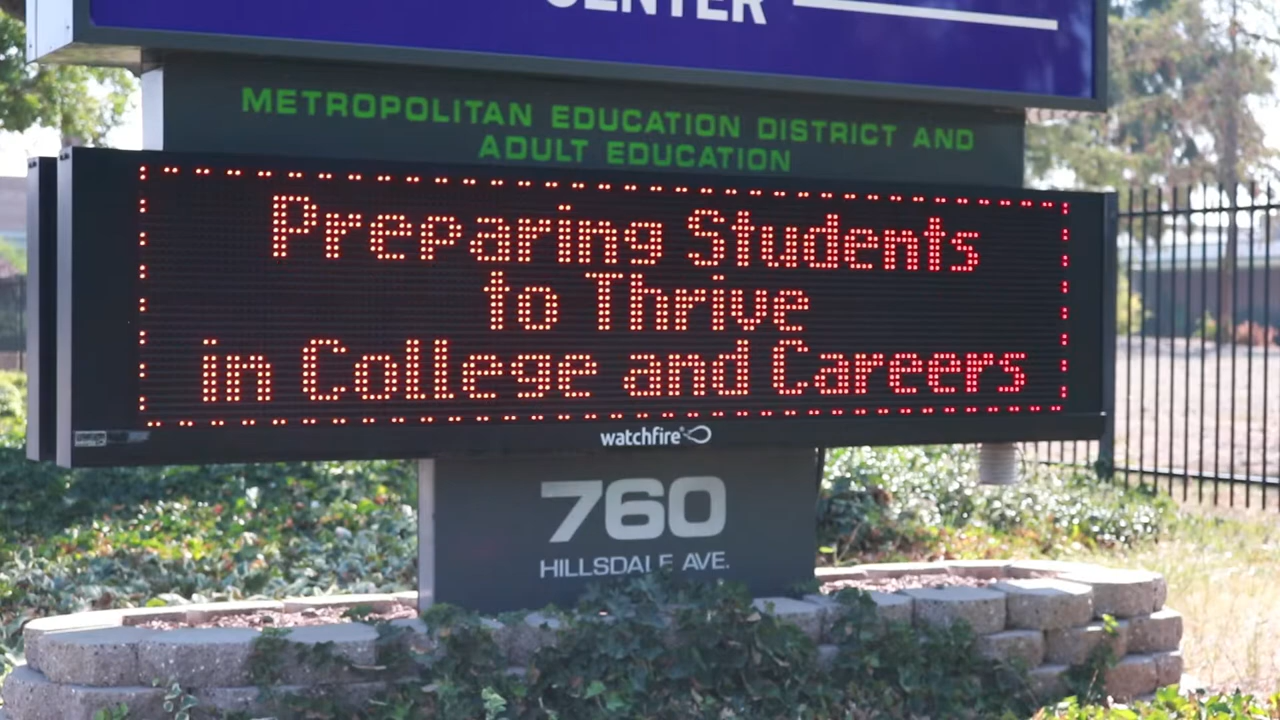 CENTER
METROPOLITAN EDUCATION DISTRICT AND
ADULT EDUCATION
Preparing Students
to Thrive
in College and Careers
watchfire
760
HILLSDALE AVE.